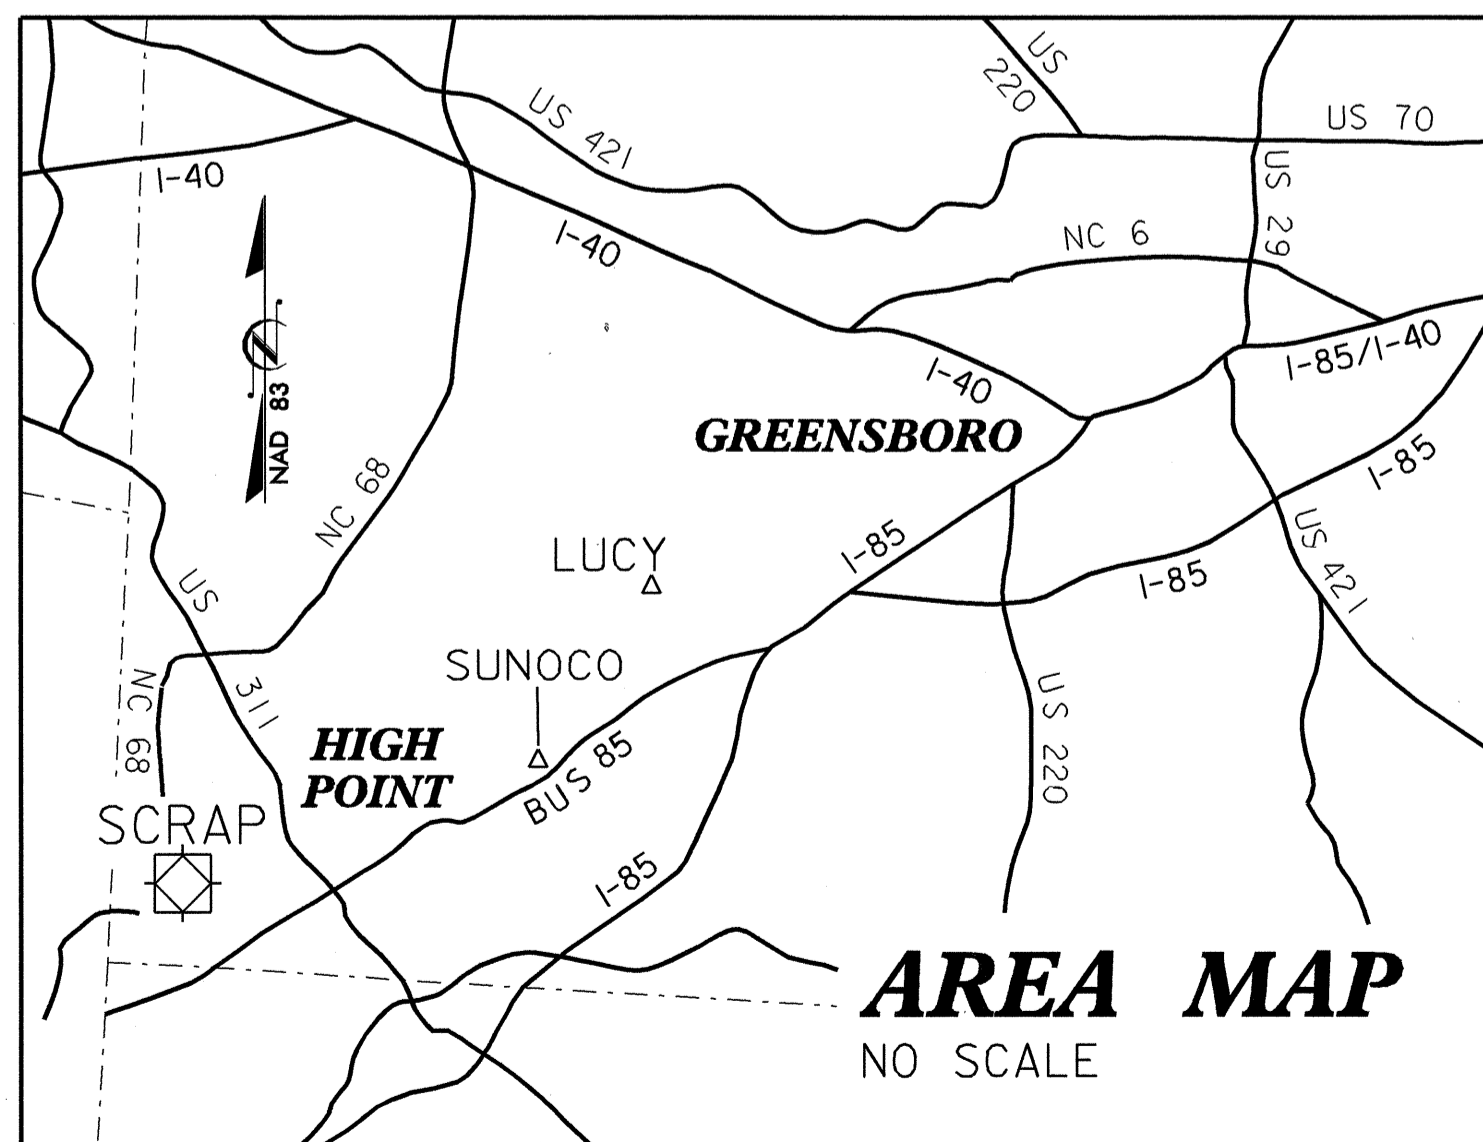 US
220
US 70
US 421
I-40
US 29
I-40
NC 6
I-85/I-40
I-40
NAD 83
GREENSBORO
NC 68
I-85
I-85
US 421
LUCY
I-85
US
311
SUNOCO
NC 68
US 220
HIGH
POINT
BUS 85
SCRAP
I-85
AREA MAP
NO SCALE